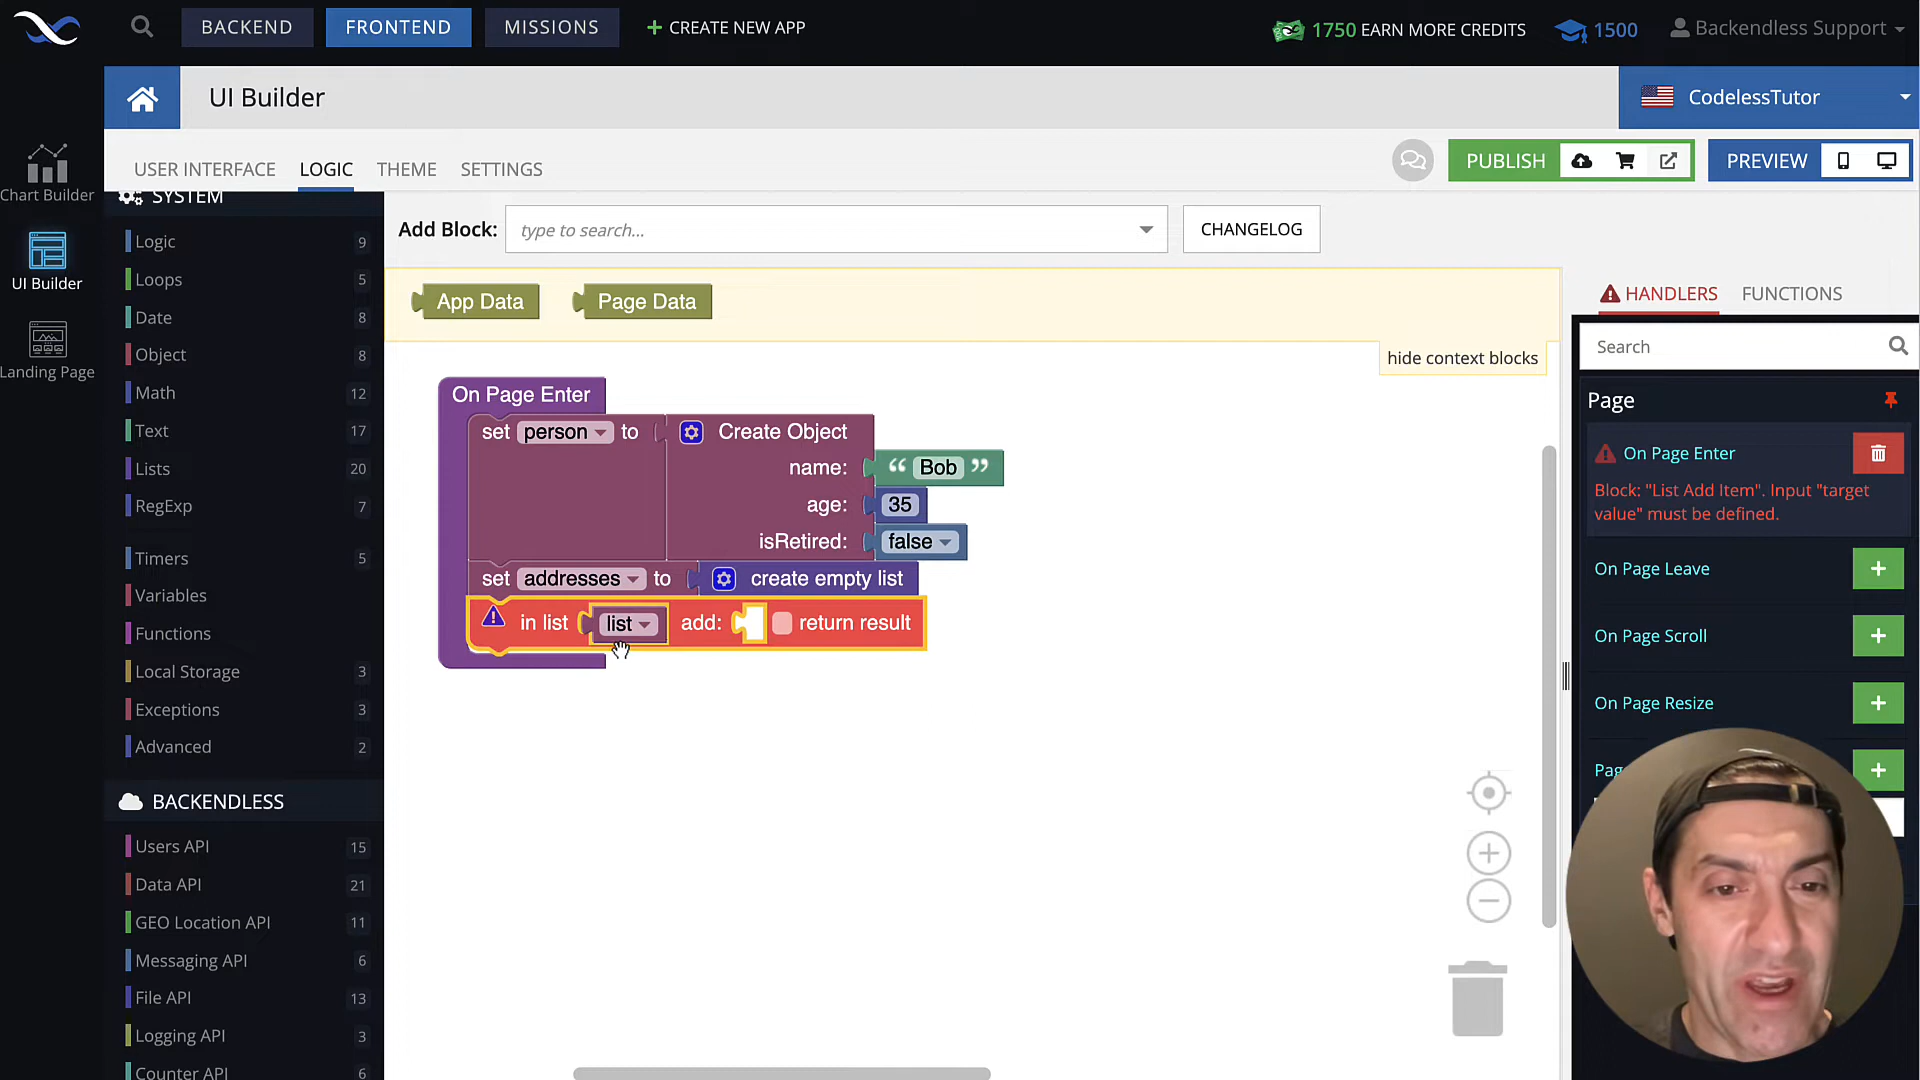 BACKEND
FRONTEND
MISSIONS
+ CREATE NEW APP
1750 EARN MORE CREDITS
1500
Backendless Support
UI Builder
CodelessTutor
USER INTERFACE
LOGIC
THEME
SETTINGS
PUBLISH
PREVIEW
Chart Builder
UI Builder
Landing Page
SYSTEM
Logic 9
Loops 5
Date 8
Object 8
Math 12
Text 17
Lists 20
RegExp 7
Timers 5
Variables
Functions
Local Storage 3
Exceptions 3
Advanced 2
BACKENDLESS
Users API 15
Data API 21
GEO Location API 11
Messaging API 6
File API 13
Logging API 3
Counter API 6
Add Block: type to search...
CHANGELOG
App Data
Page Data
hide context blocks
On Page Enter
set person to Create Object
name: “ Bob ”
age: 35
isRetired: false
set addresses to create empty list
in list list add: return result
HANDLERS
FUNCTIONS
Search
Page
On Page Enter
Block: "List Add Item". Input "target
value" must be defined.
On Page Leave
On Page Scroll
On Page Resize